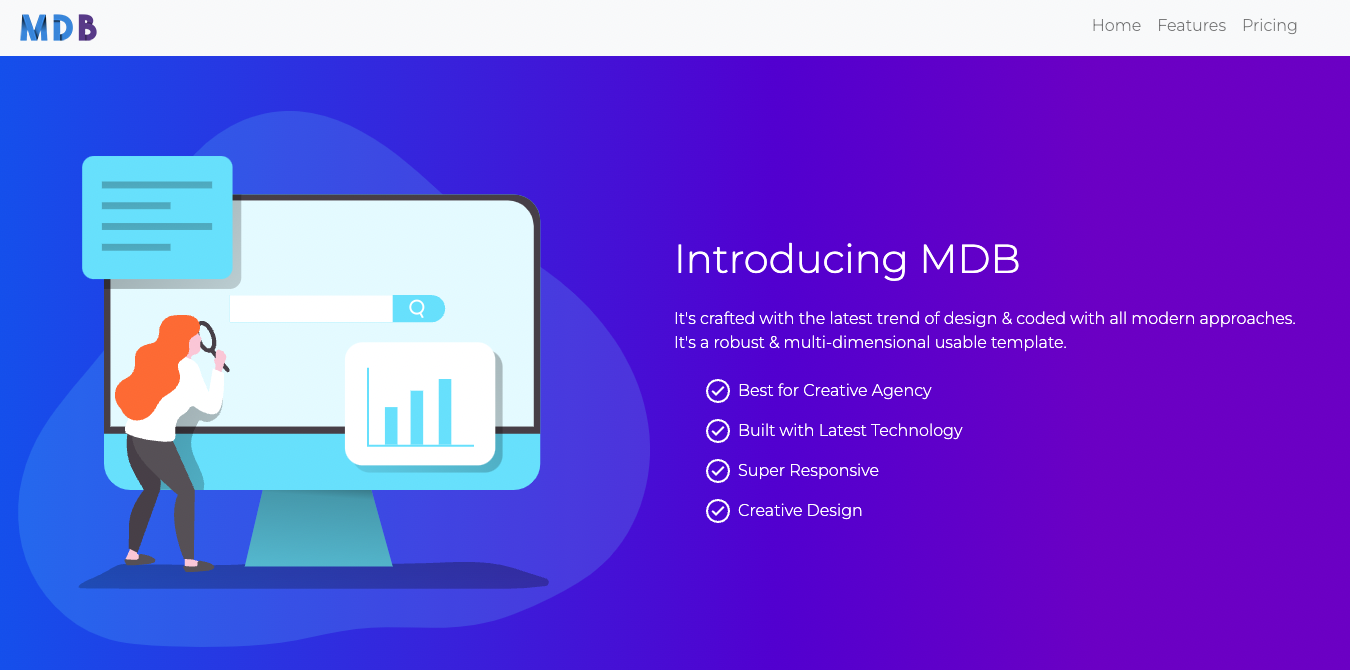 MDB
Home Features Pricing
Introducing MDB
It's crafted with the latest trend of design & coded with all modern approaches.
It's a robust & multi-dimensional usable template.
Best for Creative Agency
Built with Latest Technology
Super Responsive
Creative Design